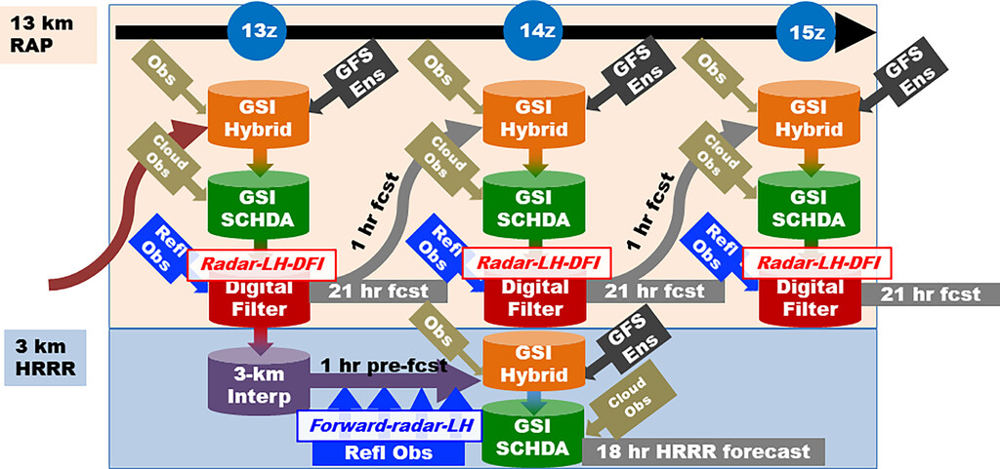 13 km
RAP
13z
14z
15z
Obs
GFS
Ens
Obs
GFS
Ens
Obs
GFS
Ens
GSI
Hybrid
GSI
Hybrid
GSI
Hybrid
Cloud
Obs
Cloud
Obs
Cloud
Obs
GSI
SCHDA
1 hr fcst
GSI
SCHDA
1 hr fcst
GSI
SCHDA
Refl
Obs
Refl
Obs
Refl
Obs
Radar-LH-DFI
Radar-LH-DFI
Radar-LH-DFI
Digital
Filter
21 hr fcst
Digital
Filter
21 hr fcst
Digital
Filter
21 hr fcst
3 km
HRRR
3-km
Interp
1 hr pre-fcst
Obs
GSI
Hybrid
GFS
Ens
Cloud
Obs
Forward-radar-LH
Refl Obs
GSI
SCHDA
18 hr HRRR forecast